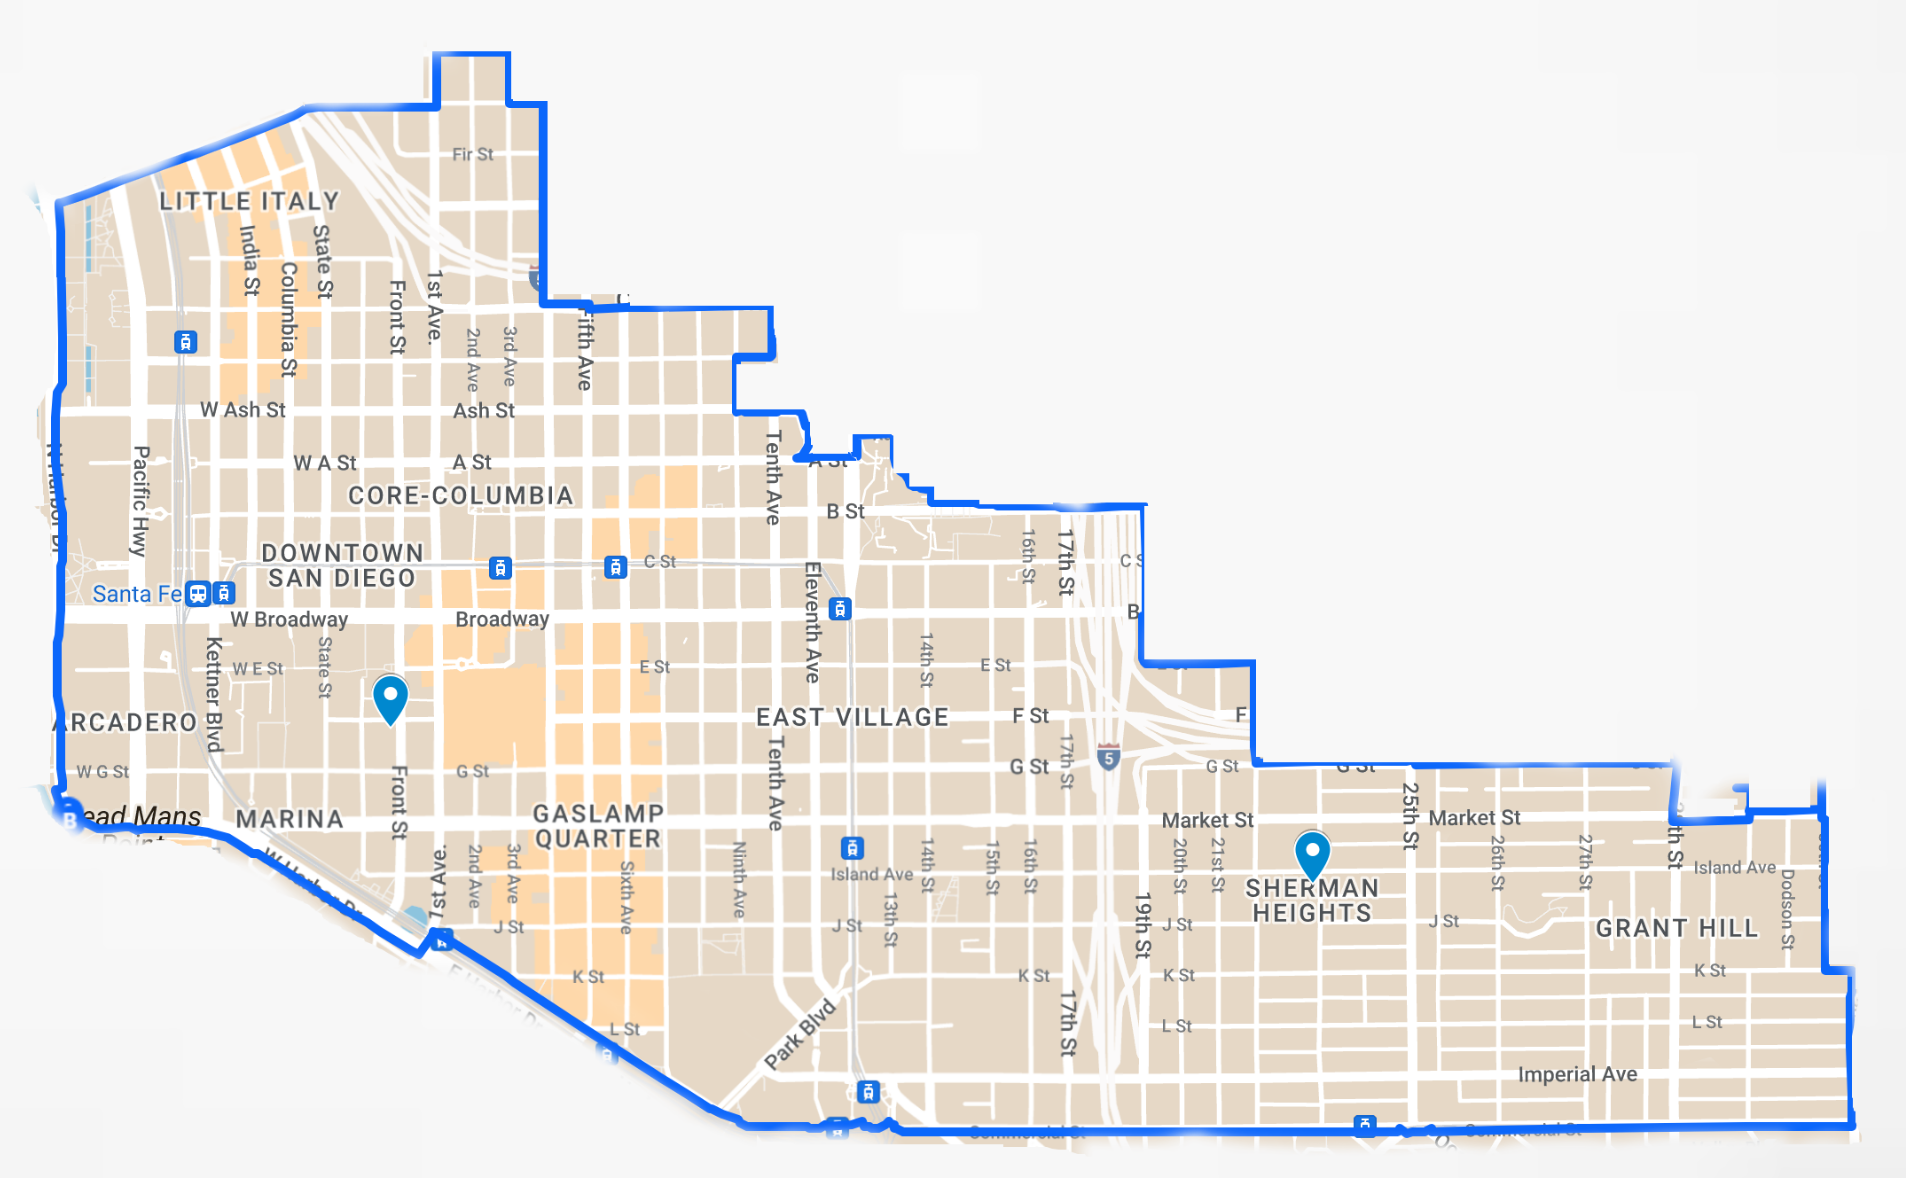 Fir St
LITTLE ITALY
India St
State St
Columbia St
Front St
1st Ave.
2nd Ave
3rd Ave
Fifth Ave
W Ash St
Ash St
N Harbor Dr
Pacific Hwy
W A St
A St
Tenth Ave
A St
CORE-COLUMBIA
B St
DOWNTOWN
SAN DIEGO
C St
16th St
17th St
C S
Santa Fe
W Broadway
Broadway
Eleventh Ave
B
Kettner Blvd
State St
W E St
E St
14th St
E St
ARCADERO
EAST VILLAGE
F St
F
W G St
Front St
G St
Tenth Ave
G St
17th St
5
G St
G St
B
ead Mans
Point
MARINA
GASLAMP
QUARTER
Market St
25th St
Market St
W Harbor Dr
1st Ave.
2nd Ave
3rd Ave
Sixth Ave
Ninth Ave
Island Ave
14th St
15th St
16th St
20th St
21st St
26th St
27th St
th St
Island Ave
SHERMAN
HEIGHTS
J St
J St
13th St
19th St
J St
J St
GRANT HILL
Dodson St
E Harbor Dr
K St
K St
K St
K St
L St
Park Blvd
17th St
L St
L St
Imperial Ave
Commercial St
Commercial St